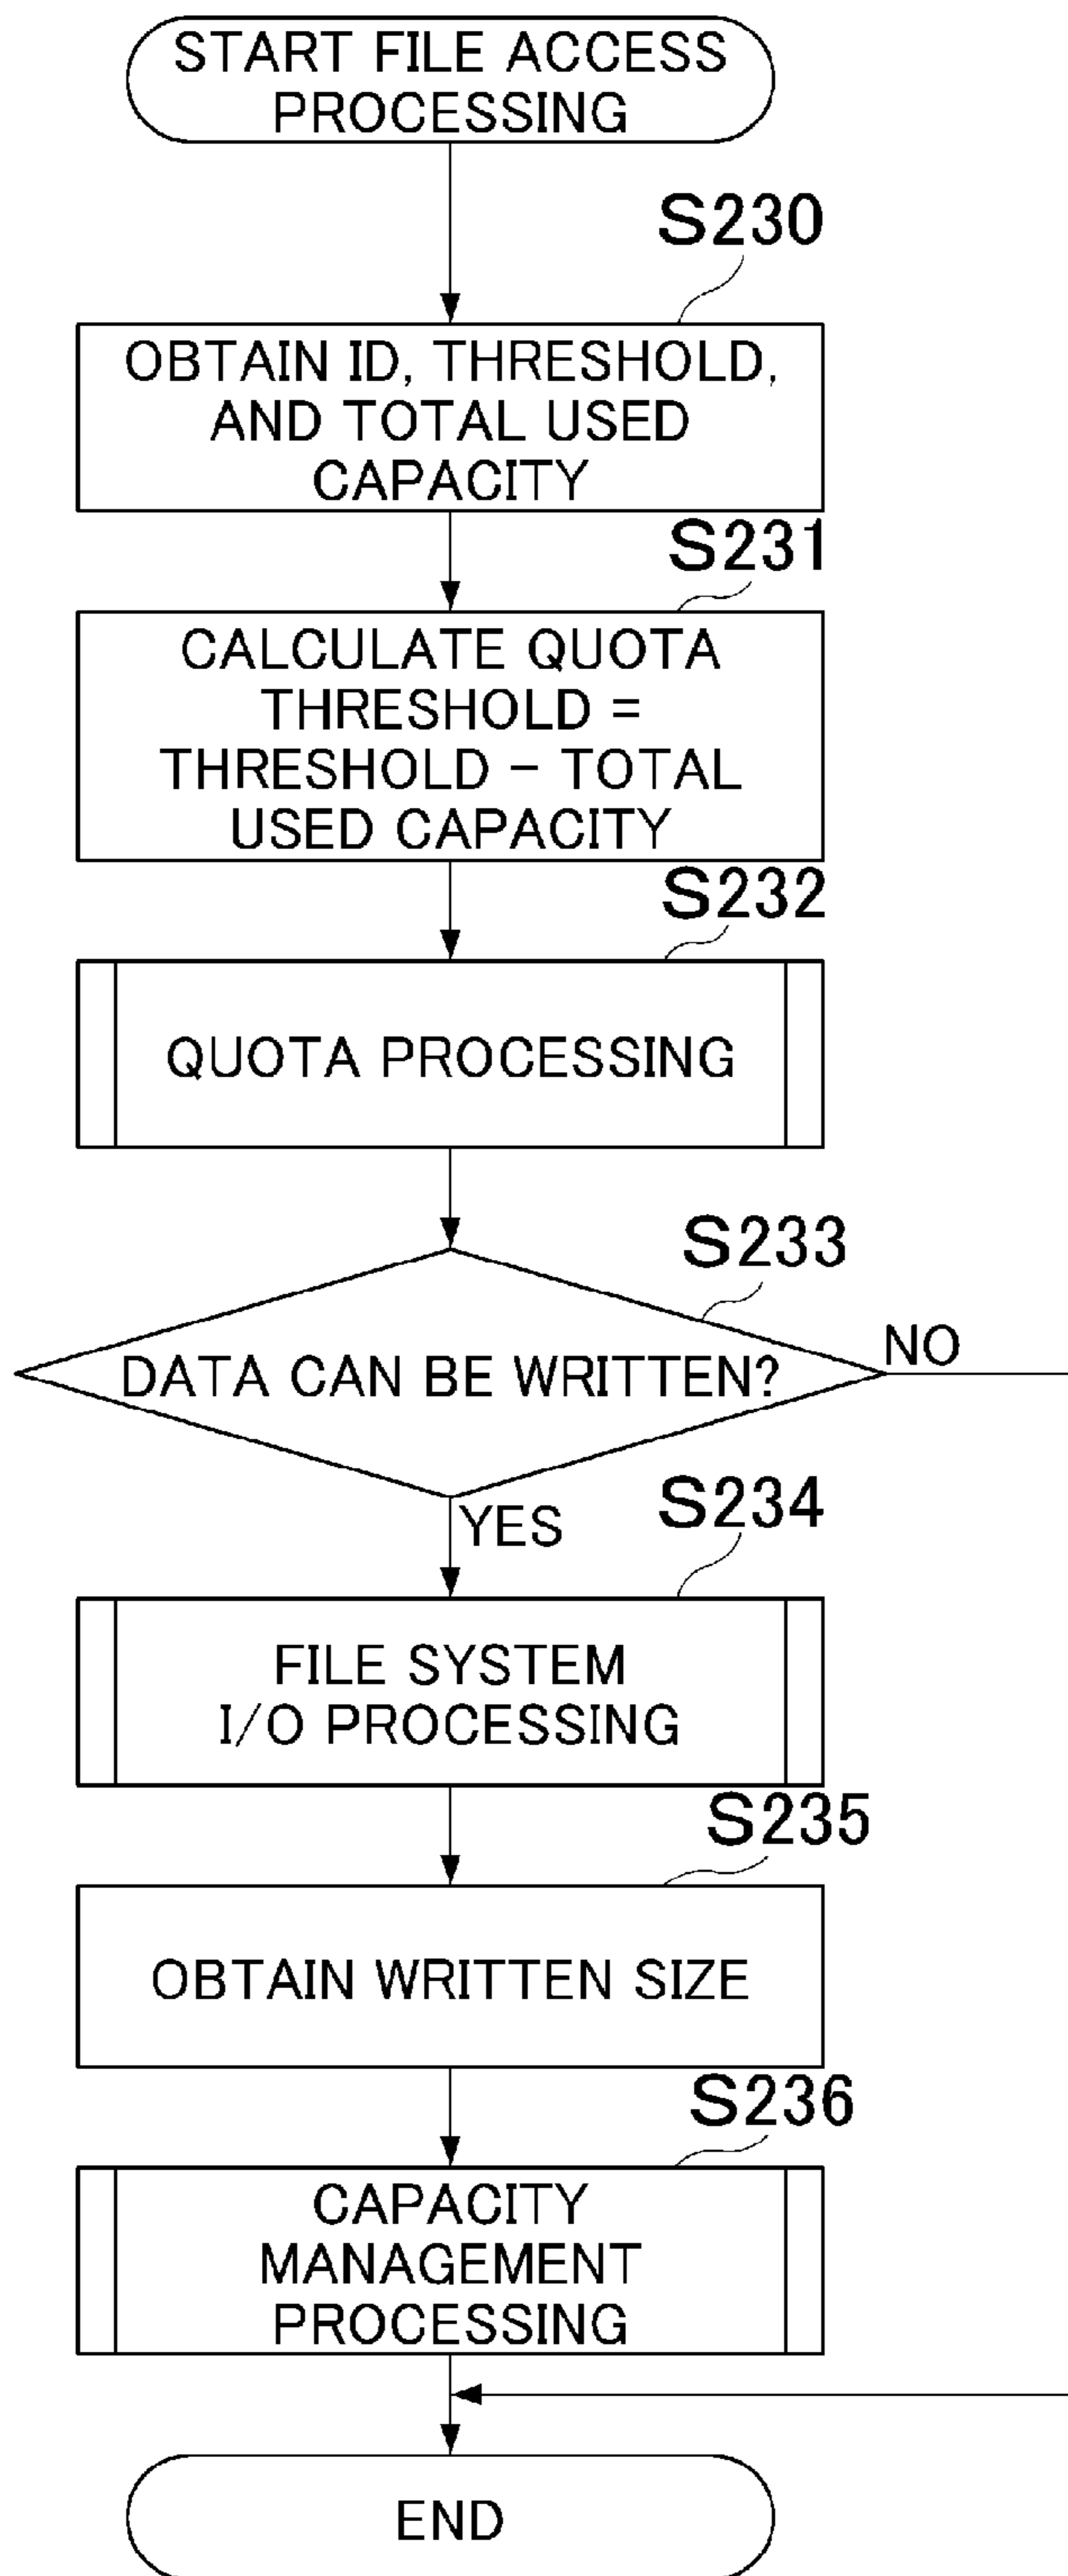 START FILE ACCESS
PROCESSING
S230
OBTAIN ID, THRESHOLD,
AND TOTAL USED
CAPACITY
S231
CALCULATE QUOTA
THRESHOLD =
THRESHOLD - TOTAL
USED CAPACITY
S232
QUOTA PROCESSING
S233
DATA CAN BE WRITTEN?
NO
YES
S234
FILE SYSTEM
I/O PROCESSING
S235
OBTAIN WRITTEN SIZE
S236
CAPACITY
MANAGEMENT
PROCESSING
END